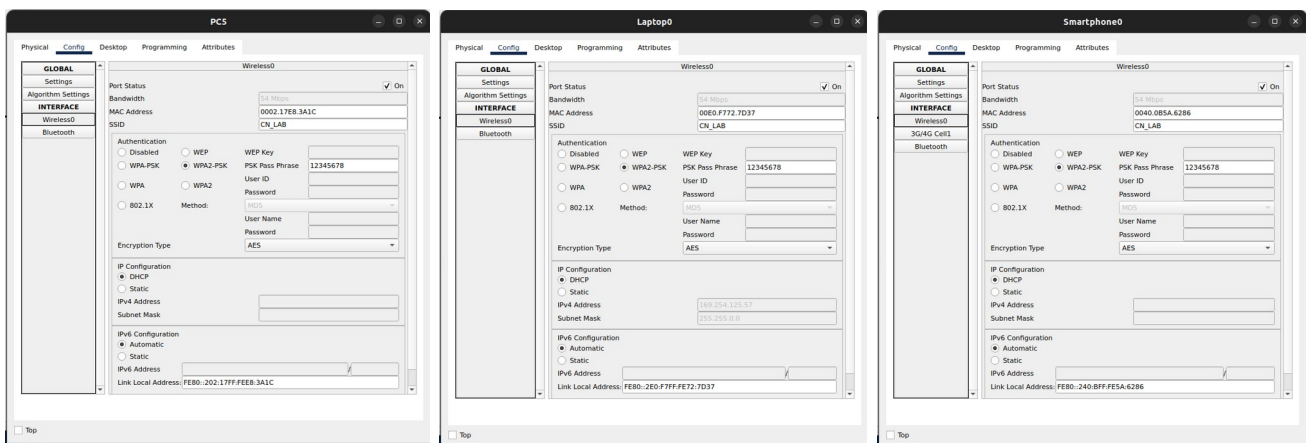 PC5
Physical Config Desktop Programming Attributes
GLOBAL
Settings
Algorithm Settings
INTERFACE
Wireless0
Bluetooth
Wireless0
Port Status On
Bandwidth 54 Mbps
MAC Address 0002.17E8.3A1C
SSID CN_LAB
Authentication
Disabled WEP WEP Key
WPA-PSK WPA2-PSK PSK Pass Phrase 12345678
User ID
WPA WPA2
Password
802.1X Method: MD5
User Name
Password
Encryption Type AES
IP Configuration
DHCP
Static
IPv4 Address
Subnet Mask
IPv6 Configuration
Automatic
Static
IPv6 Address /
Link Local Address: FE80::202:17FF:FEE8:3A1C
Top
Laptop0
Physical Config Desktop Programming Attributes
GLOBAL
Settings
Algorithm Settings
INTERFACE
Wireless0
Bluetooth
Wireless0
Port Status On
Bandwidth 54 Mbps
MAC Address 00E0.F772.7D37
SSID CN_LAB
Authentication
Disabled WEP WEP Key
WPA-PSK WPA2-PSK PSK Pass Phrase 12345678
User ID
WPA WPA2
Password
802.1X Method: MD5
User Name
Password
Encryption Type AES
IP Configuration
DHCP
Static
IPv4 Address 169.254.125.57
Subnet Mask 255.255.0.0
IPv6 Configuration
Automatic
Static
IPv6 Address /
Link Local Address: FE80::2E0:F7FF:FE72:7D37
Top
Smartphone0
Physical Config Desktop Programming Attributes
GLOBAL
Settings
Algorithm Settings
INTERFACE
Wireless0
3G/4G Cell1
Bluetooth
Wireless0
Port Status On
Bandwidth 54 Mbps
MAC Address 0040.0B5A.6286
SSID CN_LAB
Authentication
Disabled WEP WEP Key
WPA-PSK WPA2-PSK PSK Pass Phrase 12345678
User ID
WPA WPA2
Password
802.1X Method: MD5
User Name
Password
Encryption Type AES
IP Configuration
DHCP
Static
IPv4 Address
Subnet Mask
IPv6 Configuration
Automatic
Static
IPv6 Address /
Link Local Address: FE80::240:BFF:FE5A:6286
Top